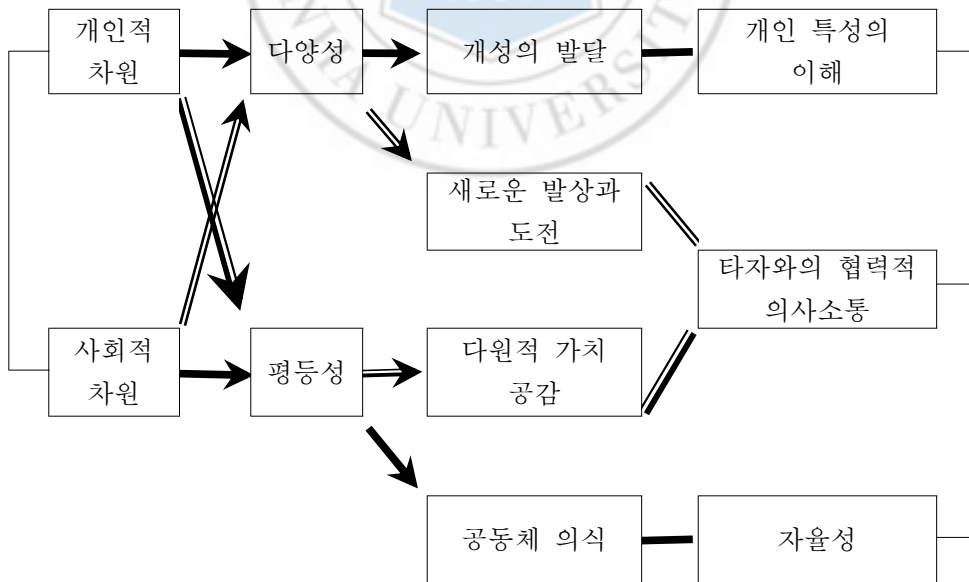 개인적
차원
다양성
개성의 발달
개인 특성의
이해
UNIVERSIT
새로운 발상과
도전
타자와의 협력적
의사소통
사회적
차원
평등성
다원적 가치
공감
공동체 의식
자율성